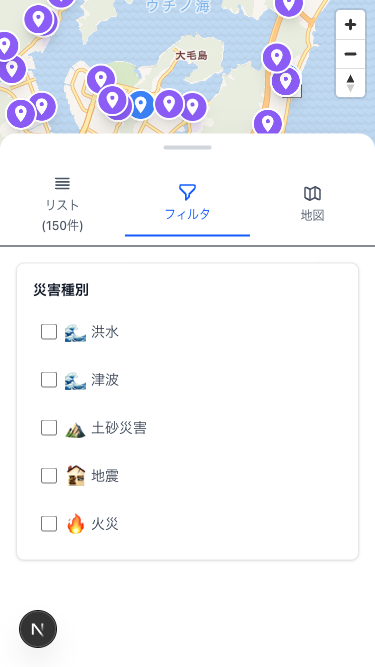 ウチノ海
大毛島
リスト
(150件)
フィルタ
地図
災害種別
洪水
津波
土砂災害
地震
火災
N